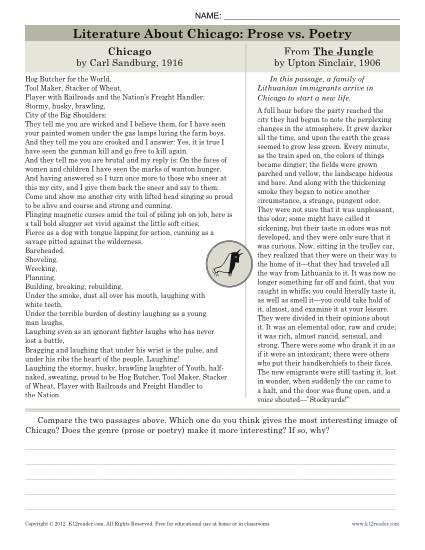 NAME:
Literature About Chicago: Prose vs. Poetry
Chicago
by Carl Sandburg, 1916
Hog Butcher for the World,
Tool Maker, Stacker of Wheat,
Player with Railroads and the Nation's Freight Handler;
Stormy, husky, brawling,
City of the Big Shoulders:
They tell me you are wicked and I believe them, for I have seen
your painted women under the gas lamps luring the farm boys.
And they tell me you are crooked and I answer: Yes, it is true I
have seen the gunman kill and go free to kill again.
And they tell me you are brutal and my reply is: On the faces of
women and children I have seen the marks of wanton hunger.
And having answered so I turn once more to those who sneer at
this my city, and I give them back the sneer and say to them:
Come and show me another city with lifted head singing so proud
to be alive and coarse and strong and cunning.
Flinging magnetic curses amid the toil of piling job on job, here is
a tall bold slugger set vivid against the little soft cities;
Fierce as a dog with tongue lapping for action, cunning as a
savage pitted against the wilderness,
Bareheaded,
Shoveling,
Wrecking,
Planning,
Building, breaking, rebuilding,
Under the smoke, dust all over his mouth, laughing with
white teeth,
Under the terrible burden of destiny laughing as a young
man laughs,
Laughing even as an ignorant fighter laughs who has never
lost a battle,
Bragging and laughing that under his wrist is the pulse, and
under his ribs the heart of the people, Laughing!
Laughing the stormy, husky, brawling laughter of Youth, half-
naked, sweating, proud to be Hog Butcher, Tool Maker, Stacker
of Wheat, Player with Railroads and Freight Handler to
the Nation.
From The Jungle
by Upton Sinclair, 1906
In this passage, a family of
Lithuanian immigrants arrive in
Chicago to start a new life.
A full hour before the party reached the
city they had begun to note the perplexing
changes in the atmosphere. It grew darker
all the time, and upon the earth the grass
seemed to grow less green. Every minute,
as the train sped on, the colors of things
became dingier; the fields were grown
parched and yellow, the landscape hideous
and bare. And along with the thickening
smoke they began to notice another
circumstance, a strange, pungent odor.
They were not sure that it was unpleasant,
this odor; some might have called it
sickening, but their taste in odors was not
developed, and they were only sure that it
was curious. Now, sitting in the trolley car,
they realized that they were on their way to
the home of it—that they had traveled all
the way from Lithuania to it. It was now no
longer something far off and faint, that you
caught in whiffs; you could literally taste it,
as well as smell it—you could take hold of
it, almost, and examine it at your leisure.
They were divided in their opinions about
it. It was an elemental odor, raw and crude;
it was rich, almost rancid, sensual, and
strong. There were some who drank it in as
if it were an intoxicant; there were others
who put their handkerchiefs to their faces.
The new emigrants were still tasting it, lost
in wonder, when suddenly the car came to
a halt, and the door was flung open, and a
voice shouted—"Stockyards!"
Compare the two passages above. Which one do you think gives the most interesting image of
Chicago? Does the genre (prose or poetry) make it more interesting? If so, why?
Copyright © 2012 K12reader.com. All Rights Reserved. Free for educational use at home or in classrooms.
www.k12reader.com